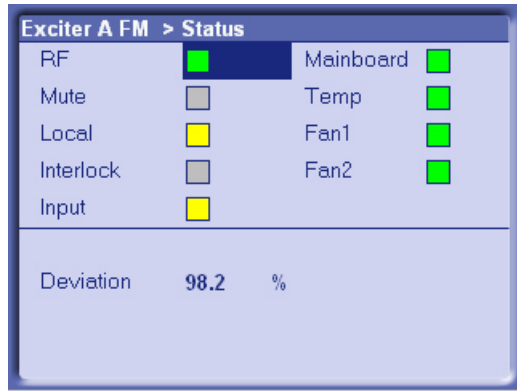 Exciter A FM > Status
RF Mainboard
Mute Temp
Local Fan1
Interlock Fan2
Input
Deviation 98.2 %